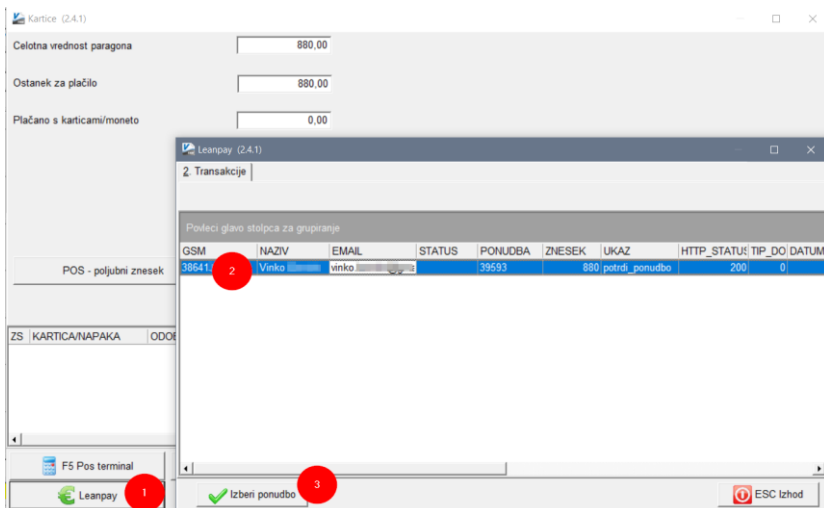 Kartice (2.4.1)
Celotna vrednost paragona 880,00
Ostanek za plačilo 880,00
Plačano s karticami/moneto 0,00
Leanpay (2.4.1)
2. Transakcije
Povleci glavo stolpca za grupiranje
GSM NAZIV EMAIL STATUS PONUDBA ZNESEK UKAZ HTTP_STATUS TIP_DO DATUM
38641. 2 Vinko vinko. 39593 880 potrdi_ponudbo 200 0
POS - poljubni znesek
ZS KARTICA/NAPAKA ODOB
F5 Pos terminal
Leanpay 1
Izberi ponudbo 3
ESC Izhod